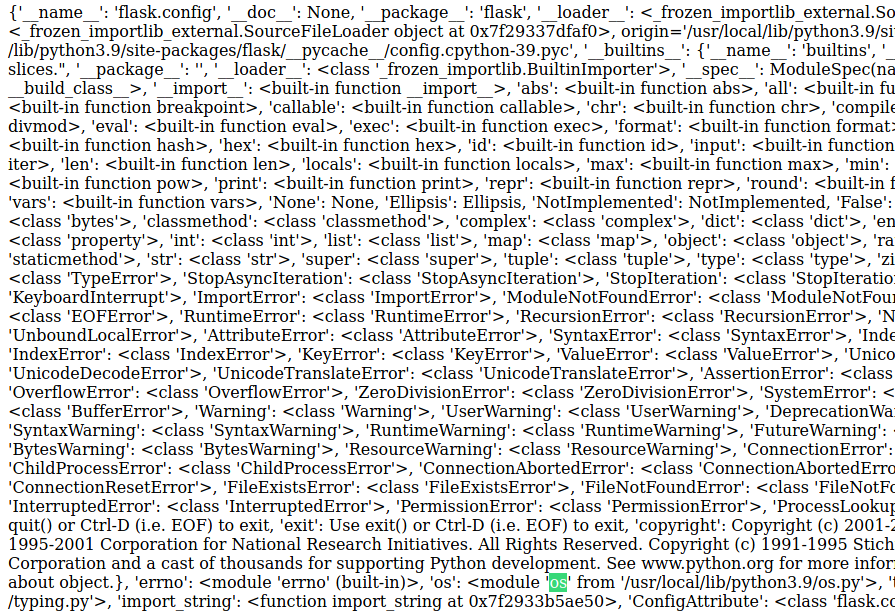 {'__name__': 'flask.config', '__doc__': None, '__package__': 'flask', '__loader__': <_frozen_importlib_external.So
<_frozen_importlib_external.SourceFileLoader object at 0x7f29337dfaf0>, origin='/usr/local/lib/python3.9/sit
/lib/python3.9/site-packages/flask/__pycache__/config.cpython-39.pyc', '__builtins__': {'__name__': 'builtins', '__
slices.", '__package__': '', '__loader__': <class '_frozen_importlib.BuiltinImporter'>, '__spec__': ModuleSpec(na
__build_class__>, '__import__': <built-in function __import__>, 'abs': <built-in function abs>, 'all': <built-in fu
<built-in function breakpoint>, 'callable': <built-in function callable>, 'chr': <built-in function chr>, 'compile
divmod>, 'eval': <built-in function eval>, 'exec': <built-in function exec>, 'format': <built-in function format>
<built-in function hash>, 'hex': <built-in function hex>, 'id': <built-in function id>, 'input': <built-in function
iter>, 'len': <built-in function len>, 'locals': <built-in function locals>, 'max': <built-in function max>, 'min':
<built-in function pow>, 'print': <built-in function print>, 'repr': <built-in function repr>, 'round': <built-in f
'vars': <built-in function vars>, 'None': None, 'Ellipsis': Ellipsis, 'NotImplemented': NotImplemented, 'False':
<class 'bytes'>, 'classmethod': <class 'classmethod'>, 'complex': <class 'complex'>, 'dict': <class 'dict'>, 'en
<class 'property'>, 'int': <class 'int'>, 'list': <class 'list'>, 'map': <class 'map'>, 'object': <class 'object'>, 'ra
'staticmethod'>, 'str': <class 'str'>, 'super': <class 'super'>, 'tuple': <class 'tuple'>, 'type': <class 'type'>, 'zi
<class 'TypeError'>, 'StopAsyncIteration': <class 'StopAsyncIteration'>, 'StopIteration': <class 'StopIteratio
'KeyboardInterrupt'>, 'ImportError': <class 'ImportError'>, 'ModuleNotFoundError': <class 'ModuleNotFou
<class 'EOFError'>, 'RuntimeError': <class 'RuntimeError'>, 'RecursionError': <class 'RecursionError'>, 'N
'UnboundLocalError'>, 'AttributeError': <class 'AttributeError'>, 'SyntaxError': <class 'SyntaxError'>, 'Inde
'IndexError': <class 'IndexError'>, 'KeyError': <class 'KeyError'>, 'ValueError': <class 'ValueError'>, 'Unico
'UnicodeDecodeError'>, 'UnicodeTranslateError': <class 'UnicodeTranslateError'>, 'AssertionError': <class
'OverflowError': <class 'OverflowError'>, 'ZeroDivisionError': <class 'ZeroDivisionError'>, 'SystemError': <
<class 'BufferError'>, 'Warning': <class 'Warning'>, 'UserWarning': <class 'UserWarning'>, 'DeprecationWa
'SyntaxWarning': <class 'SyntaxWarning'>, 'RuntimeWarning': <class 'RuntimeWarning'>, 'FutureWarning': <
'BytesWarning': <class 'BytesWarning'>, 'ResourceWarning': <class 'ResourceWarning'>, 'ConnectionError':
'ChildProcessError': <class 'ChildProcessError'>, 'ConnectionAbortedError': <class 'ConnectionAbortedErro
'ConnectionResetError'>, 'FileExistsError': <class 'FileExistsError'>, 'FileNotFoundError': <class 'FileNotFo
'InterruptedError': <class 'InterruptedError'>, 'PermissionError': <class 'PermissionError'>, 'ProcessLookup
quit() or Ctrl-D (i.e. EOF) to exit, 'exit': Use exit() or Ctrl-D (i.e. EOF) to exit, 'copyright': Copyright (c) 2001-2
1995-2001 Corporation for National Research Initiatives. All Rights Reserved. Copyright (c) 1991-1995 Stich
Corporation and a cast of thousands for supporting Python development. See www.python.org for more infor
about object.}, 'errno': <module 'errno' (built-in)>, 'os': <module 'os' from '/usr/local/lib/python3.9/os.py'>, 't
/typing.py'>, 'import_string': <function import_string at 0x7f2933b5ae50>, 'ConfigAttribute': <class 'flask.co